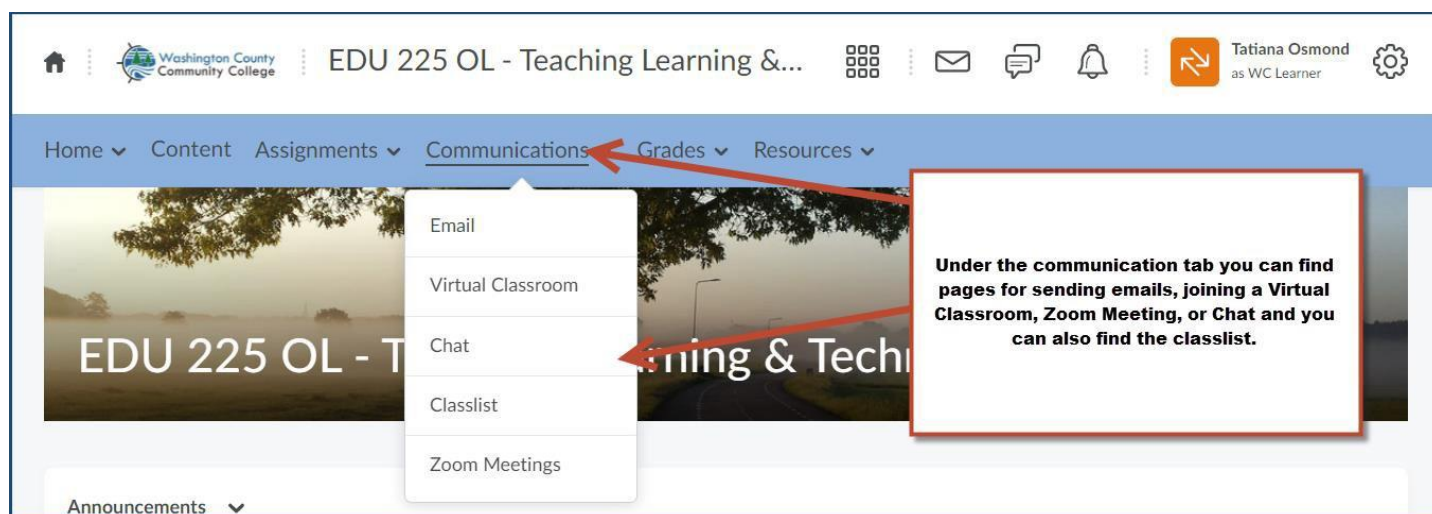 Washington County
Community College
EDU 225 OL - Teaching Learning &...
Tatiana Osmond
as WC Learner
Home Content Assignments Communications Grades Resources
Email
Virtual Classroom
Chat
Classlist
Zoom Meetings
Under the communication tab you can find
pages for sending emails, joining a Virtual
Classroom, Zoom Meeting, or Chat and you
can also find the classlist.
EDU 225 OL - T rning & Tech
Announcements